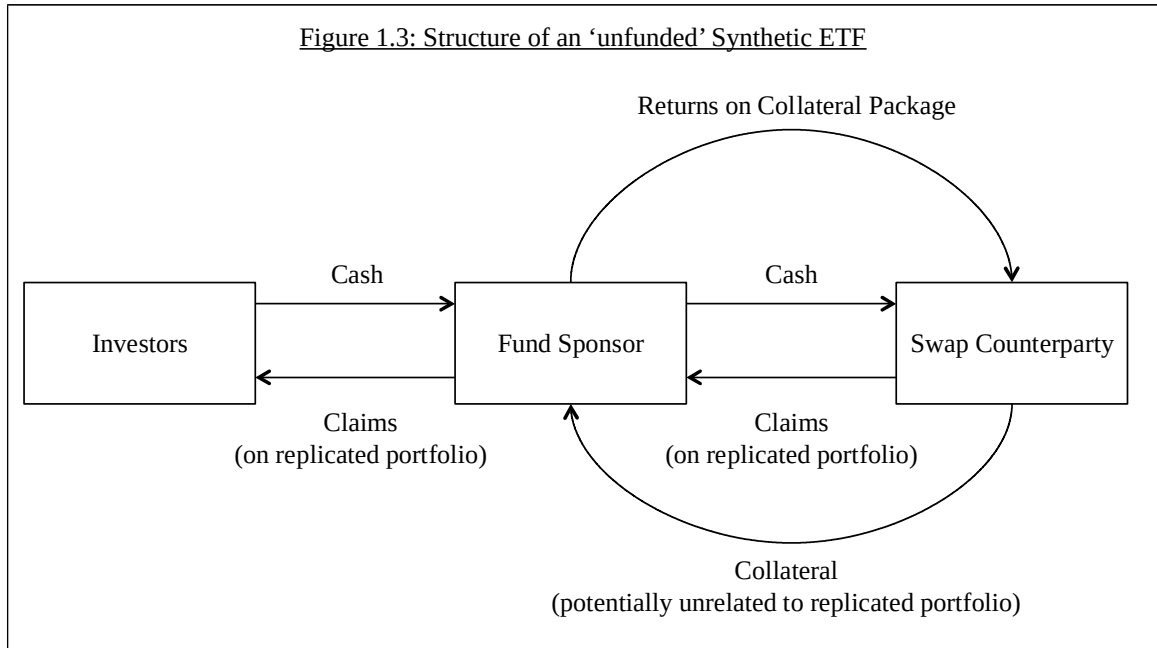 Figure 1.3: Structure of an ‘unfunded’ Synthetic ETF
Returns on Collateral Package
Cash
Cash
Investors
Fund Sponsor
Swap Counterparty
Claims
(on replicated portfolio)
Claims
(on replicated portfolio)
Collateral
(potentially unrelated to replicated portfolio)